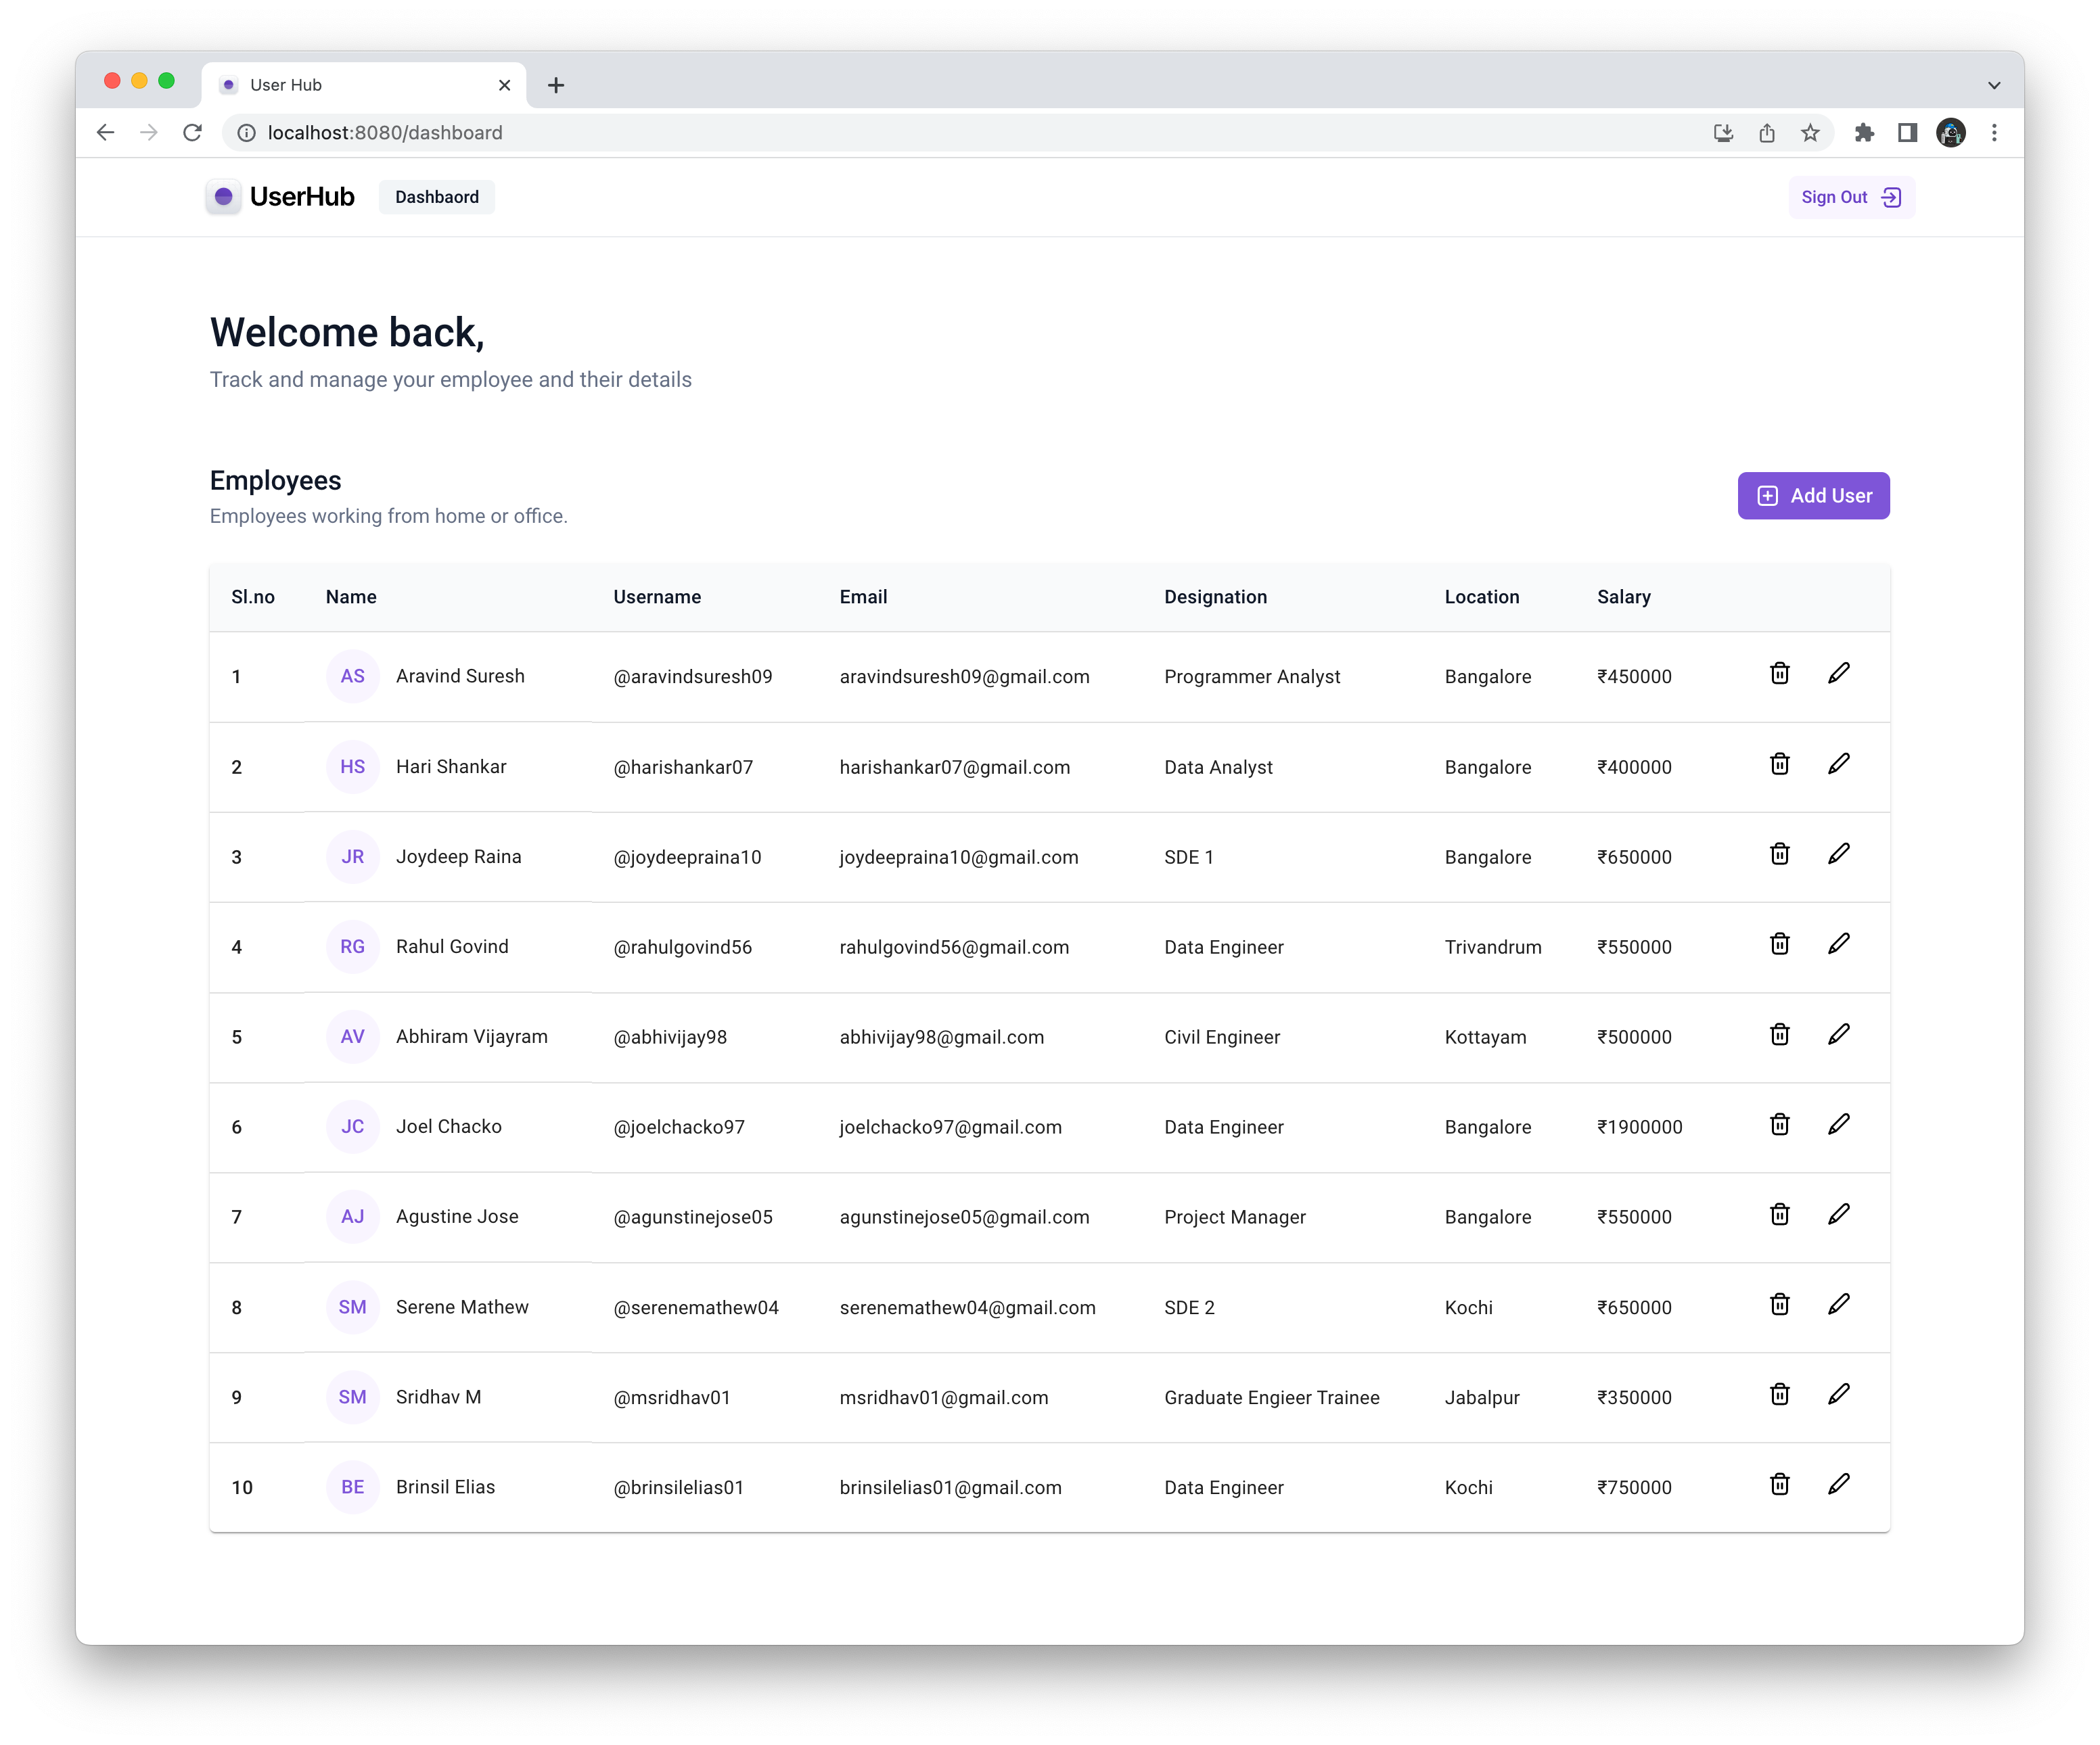 User Hub
localhost:8080/dashboard
UserHub Dashbaord Sign Out
Welcome back,
Track and manage your employee and their details
Employees
Employees working from home or office.
Add User
Sl.no Name Username Email Designation Location Salary
1 AS Aravind Suresh @aravindsuresh09 aravindsuresh09@gmail.com Programmer Analyst Bangalore ₹450000
2 HS Hari Shankar @harishankar07 harishankar07@gmail.com Data Analyst Bangalore ₹400000
3 JR Joydeep Raina @joydeepraina10 joydeepraina10@gmail.com SDE 1 Bangalore ₹650000
4 RG Rahul Govind @rahulgovind56 rahulgovind56@gmail.com Data Engineer Trivandrum ₹550000
5 AV Abhiram Vijayram @abhivijay98 abhivijay98@gmail.com Civil Engineer Kottayam ₹500000
6 JC Joel Chacko @joelchacko97 joelchacko97@gmail.com Data Engineer Bangalore ₹1900000
7 AJ Agustine Jose @agunstinejose05 agunstinejose05@gmail.com Project Manager Bangalore ₹550000
8 SM Serene Mathew @serenemathew04 serenemathew04@gmail.com SDE 2 Kochi ₹650000
9 SM Sridhav M @msridhav01 msridhav01@gmail.com Graduate Engieer Trainee Jabalpur ₹350000
10 BE Brinsil Elias @brinsilelias01 brinsilelias01@gmail.com Data Engineer Kochi ₹750000